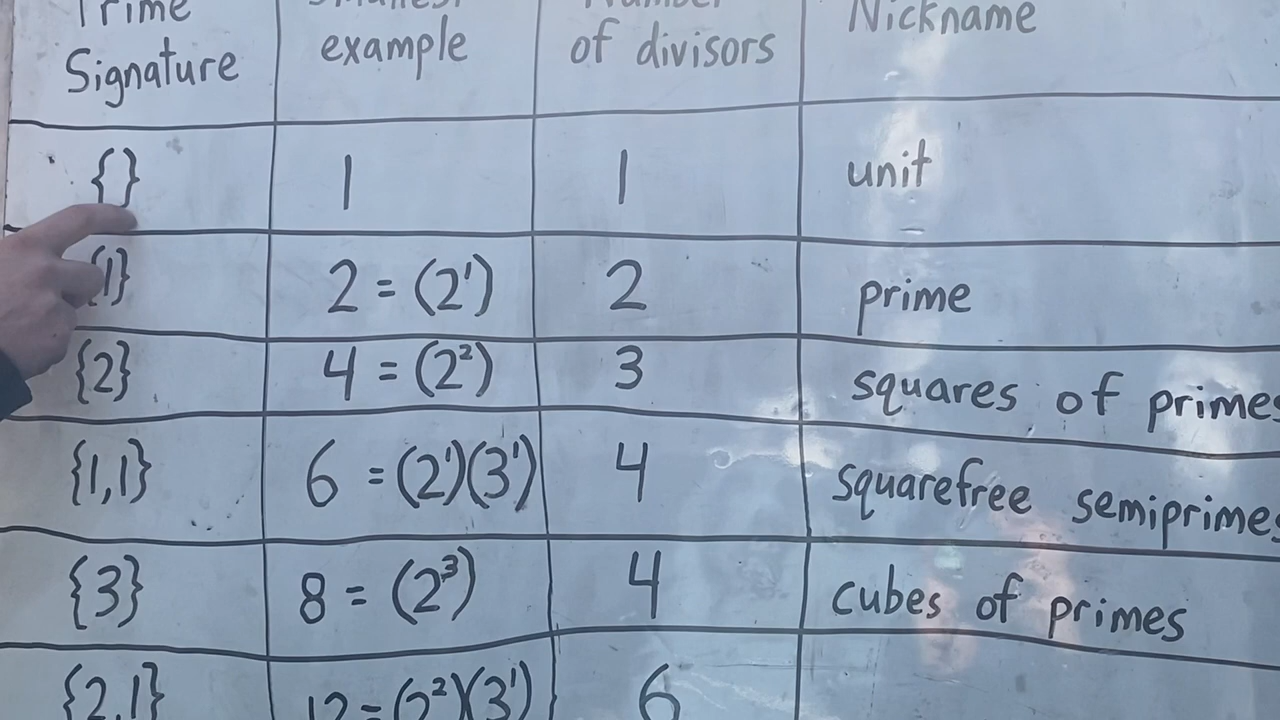 Prime Signature
Smallest example
Number of divisors
Nickname
{} 1 1 unit
{1} 2 = (2¹) 2 prime
{2} 4 = (2²) 3 squares of primes
{1,1} 6 = (2¹)(3¹) 4 squarefree semiprimes
{3} 8 = (2³) 4 cubes of primes
{2,1} 12 = (2²)(3¹) 6